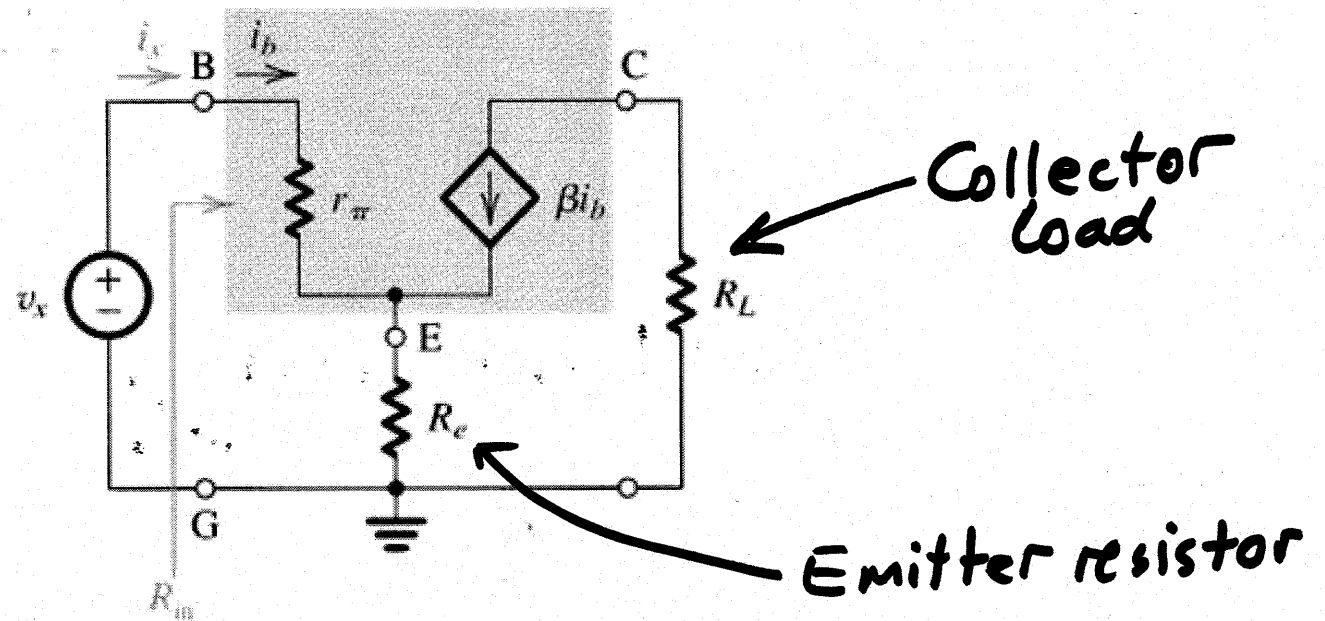 i_x
i_b
B
C
r_π
βi_b
Collector
Load
v_x
+
−
R_L
E
R_e
G
Emitter resistor
R_in